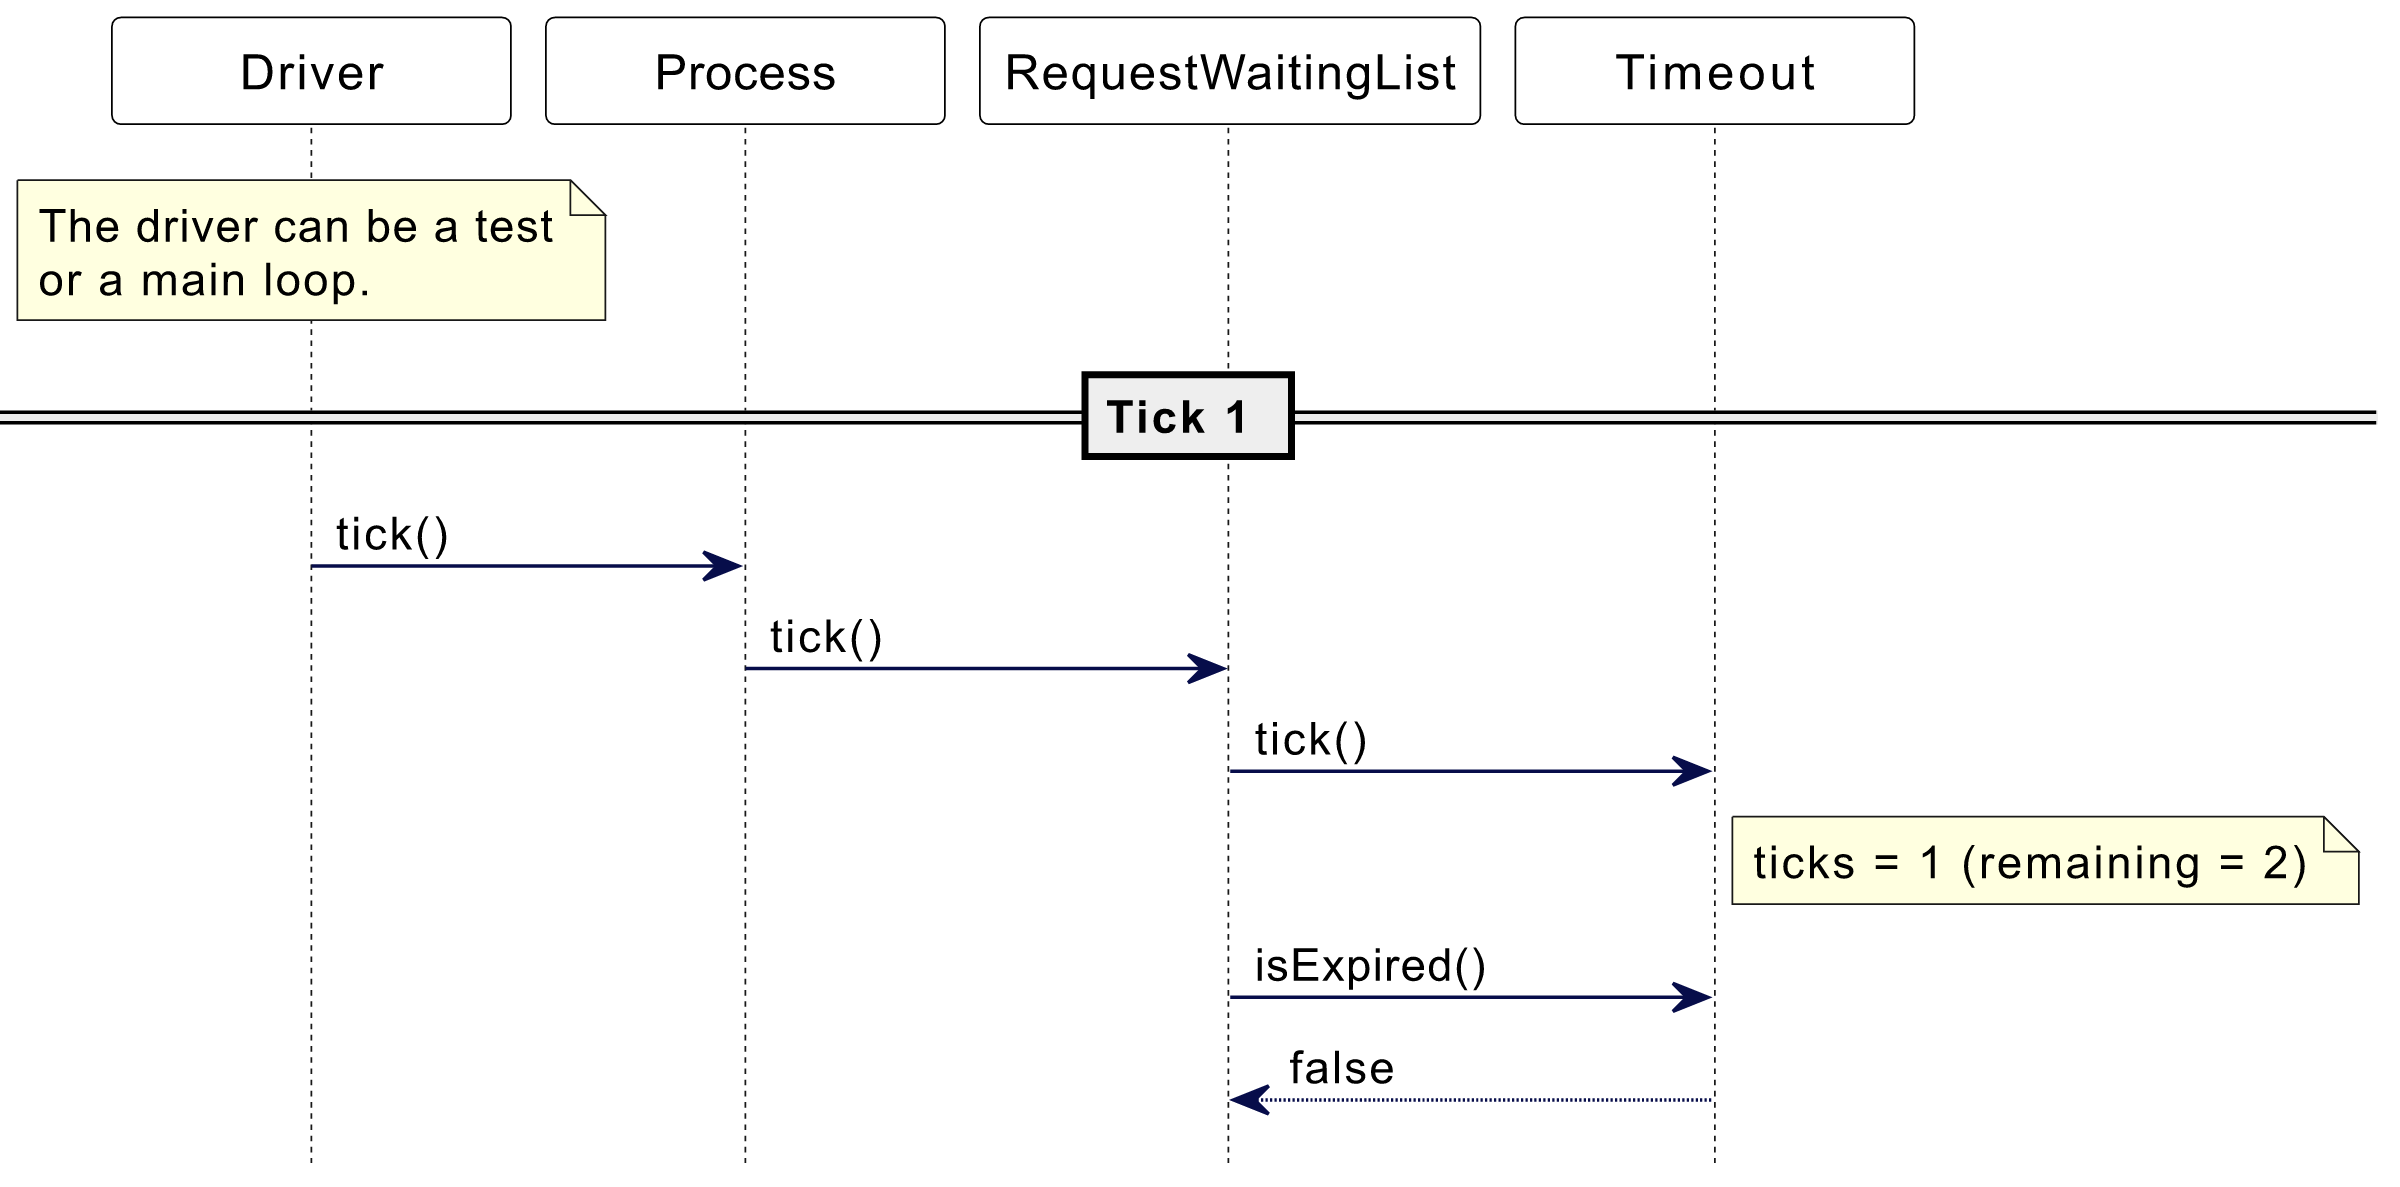 Driver
Process
RequestWaitingList
Timeout
The driver can be a test
or a main loop.
Tick 1
tick()
tick()
tick()
ticks = 1 (remaining = 2)
isExpired()
false